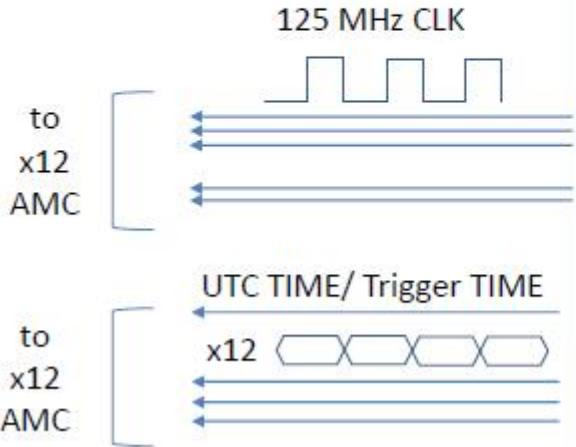 125 MHz CLK
to
x12
AMC
UTC TIME/ Trigger TIME
x12
to
x12
AMC